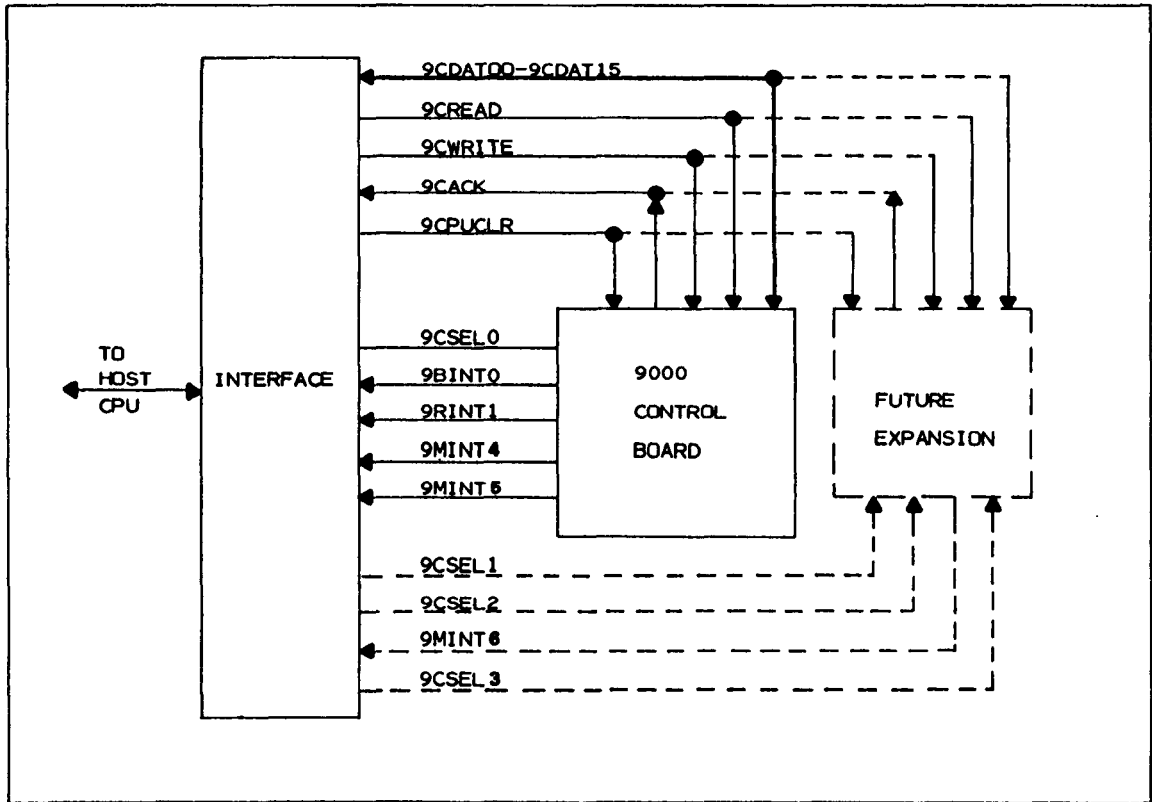 9CDAT00-9CDAT15
9CREAD
9CWRITE
9CACK
9CPUCLR
9CSEL0
9BINT0
9RINT1
9MINT4
9MINT5
9CSEL1
9CSEL2
9MINT6
9CSEL3
TO
HOST
CPU
INTERFACE
9000
CONTROL
BOARD
FUTURE
EXPANSION